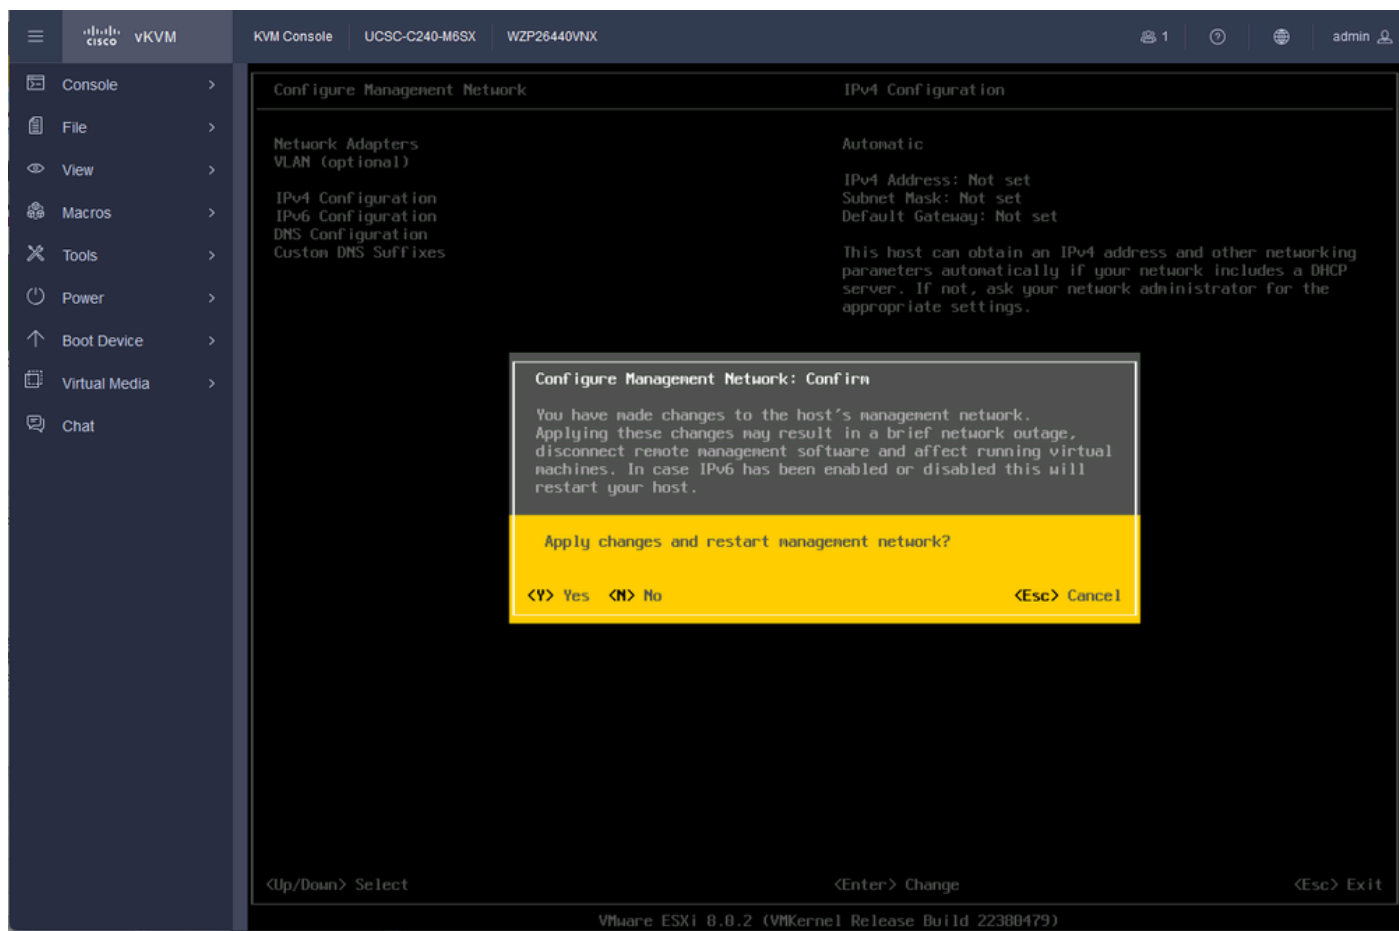 cisco vKVM
KVM Console UCSC-C240-M6SX WZP26440VNX 1 admin
Console
File
View
Macros
Tools
Power
Boot Device
Virtual Media
Chat
Configure Management Network IPv4 Configuration
Network Adapters Automatic
VLAN (optional)
IPv4 Address: Not set
IPv4 Configuration Subnet Mask: Not set
IPv6 Configuration Default Gateway: Not set
DNS Configuration
Custom DNS Suffixes This host can obtain an IPv4 address and other networking
parameters automatically if your network includes a DHCP
server. If not, ask your network administrator for the
appropriate settings.
Configure Management Network: Confirm
You have made changes to the host's management network.
Applying these changes may result in a brief network outage,
disconnect remote management software and affect running virtual
machines. In case IPv6 has been enabled or disabled this will
restart your host.
Apply changes and restart management network?
<Y> Yes <N> No <Esc> Cancel
<Up/Down> Select <Enter> Change <Esc> Exit
VMware ESXi 8.0.2 (VMKernel Release Build 22380479)